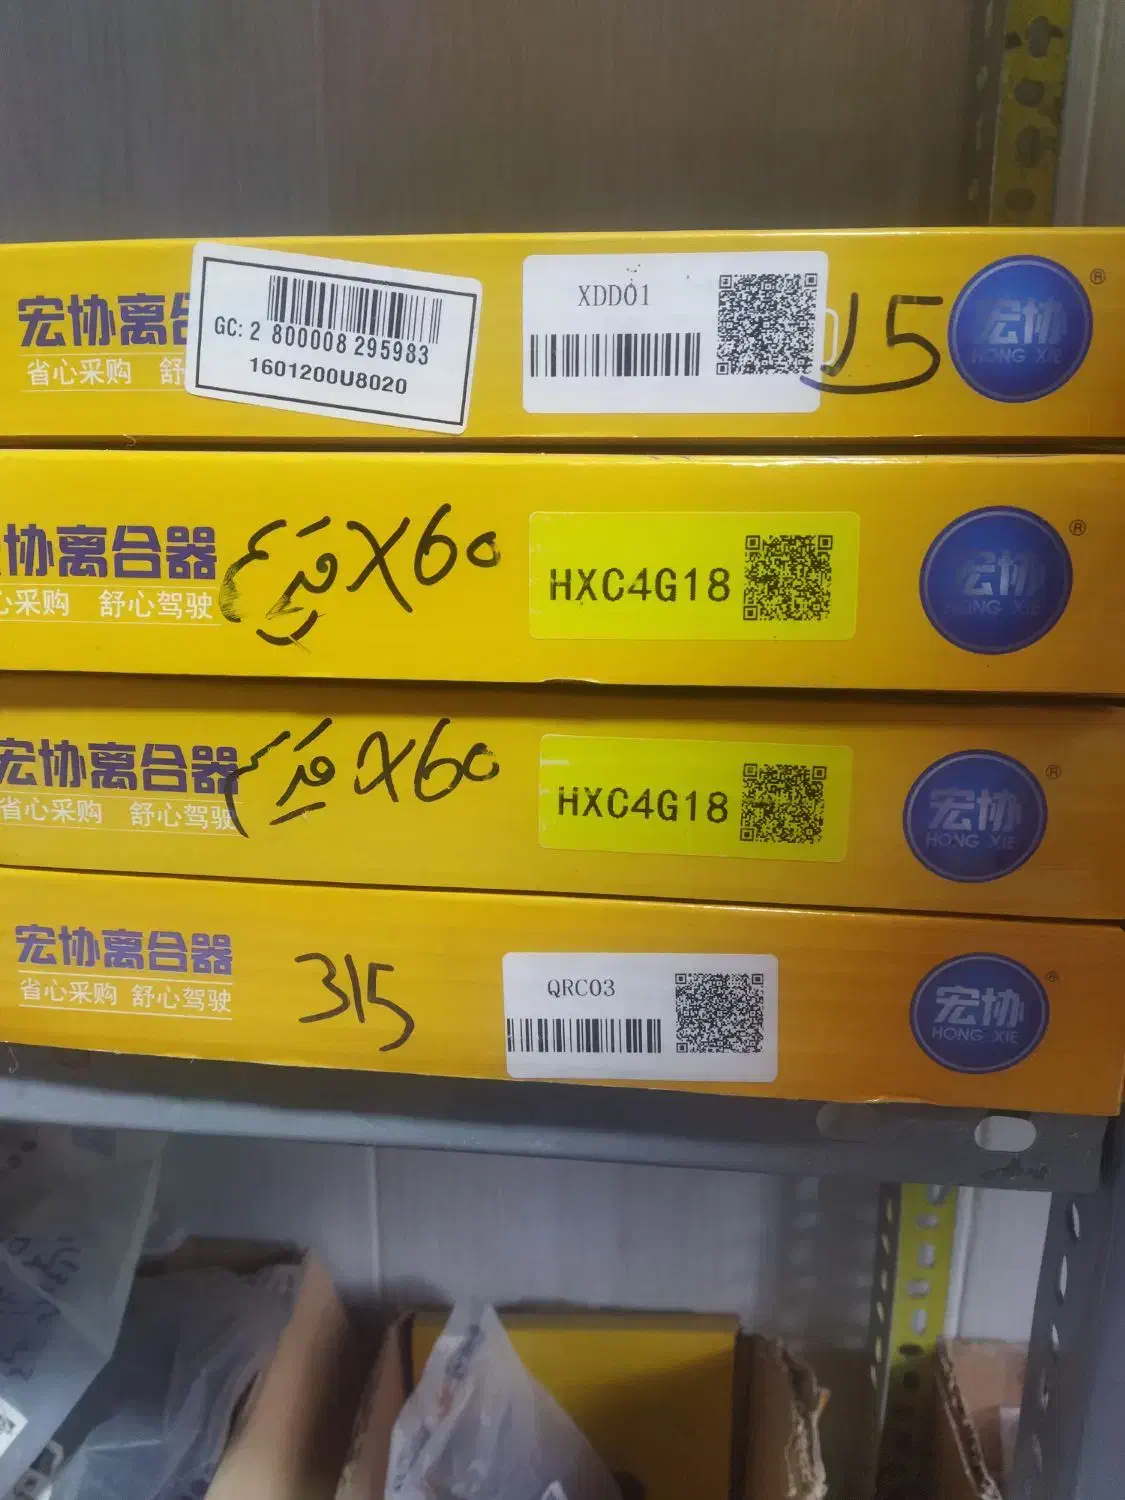 宏协离合
省心采购 舒
GC: 2 800008 295983
1601200U8020
XDD01
J5
宏协
HONG XIE
®
协离合器
心采购 舒心驾驶
X60
HXC4G18
宏协
HONG XIE
®
宏协离合器
省心采购 舒心驾驶
X60
HXC4G18
宏协
HONG XIE
®
宏协离合器
省心采购 舒心驾驶
315
QRC03
宏协
HONG XIE
®